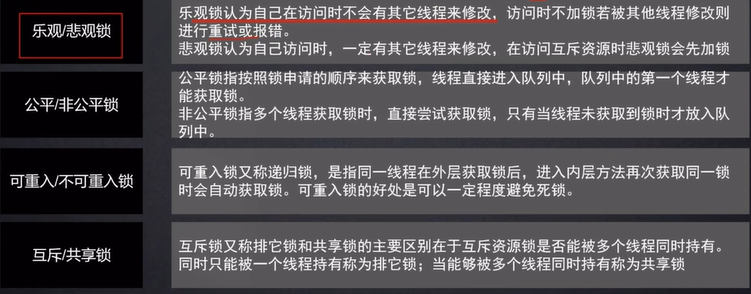 乐观/悲观锁
乐观锁认为自己在访问时不会有其它线程来修改，访问时不加锁若被其他线程修改则
进行重试或报错。
悲观锁认为自己访问时，一定有其它线程来修改，在访问互斥资源时悲观锁会先加锁
公平/非公平锁
公平锁指按照锁申请的顺序来获取锁，线程直接进入队列中，队列中的第一个线程才
能获取锁。
非公平锁指多个线程获取锁时，直接尝试获取锁，只有当线程未获取到锁时才放入队
列中。
可重入/不可重入锁
可重入锁又称递归锁，是指同一线程在外层获取锁后，进入内层方法再次获取同一锁
时会自动获取锁。可重入锁的好处是可以一定程度避免死锁。
互斥/共享锁
互斥锁又称排它锁和共享锁的主要区别在于互斥资源锁是否能被多个线程同时持有。
同时只能被一个线程持有称为排它锁；当能够被多个线程同时持有称为共享锁